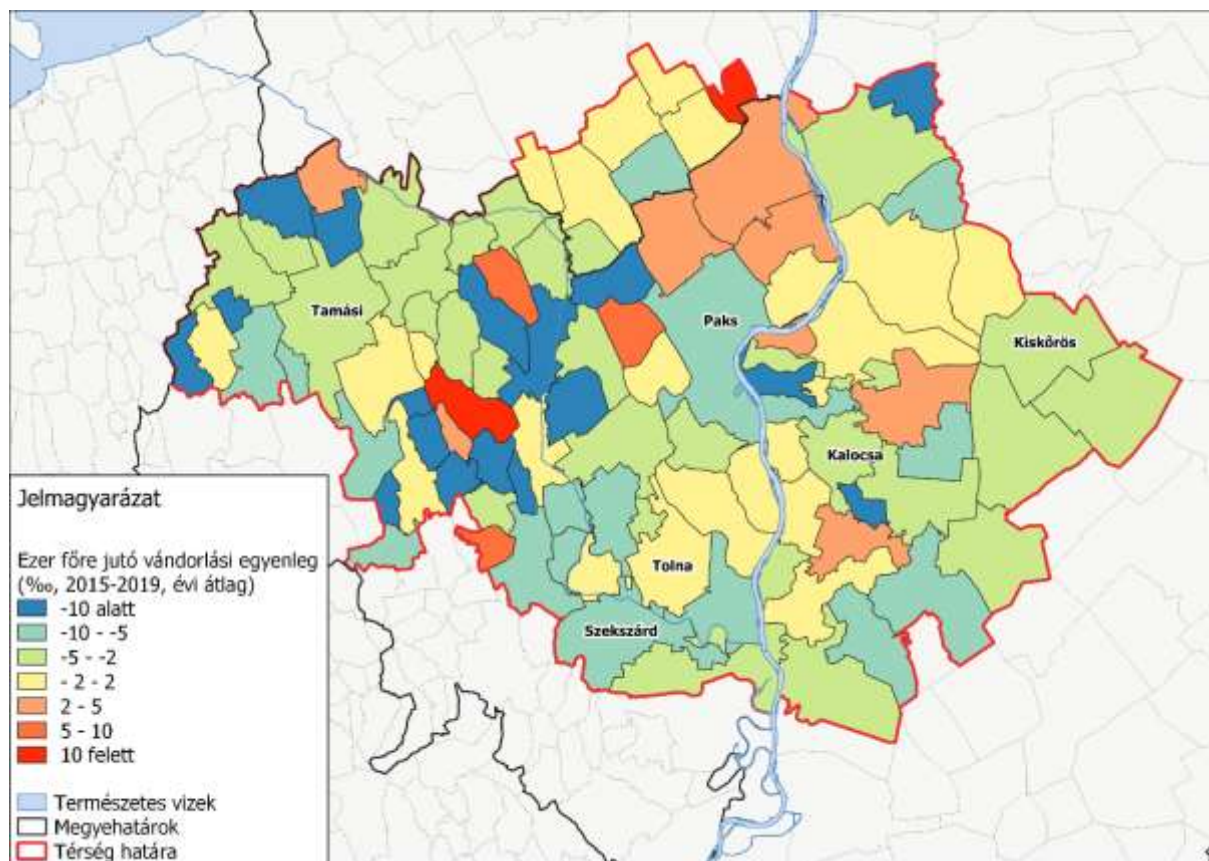 Tamási
Paks
Kiskőrös
Kalocsa
Tolna
Szekszárd
Jelmagyarázat
Ezer főre jutó vándorlási egyenleg
(‰, 2015-2019, évi átlag)
-10 alatt
-10 - -5
-5 - -2
- 2 - 2
2 - 5
5 - 10
10 felett
Természetes vizek
Megyehatárok
Térség határa